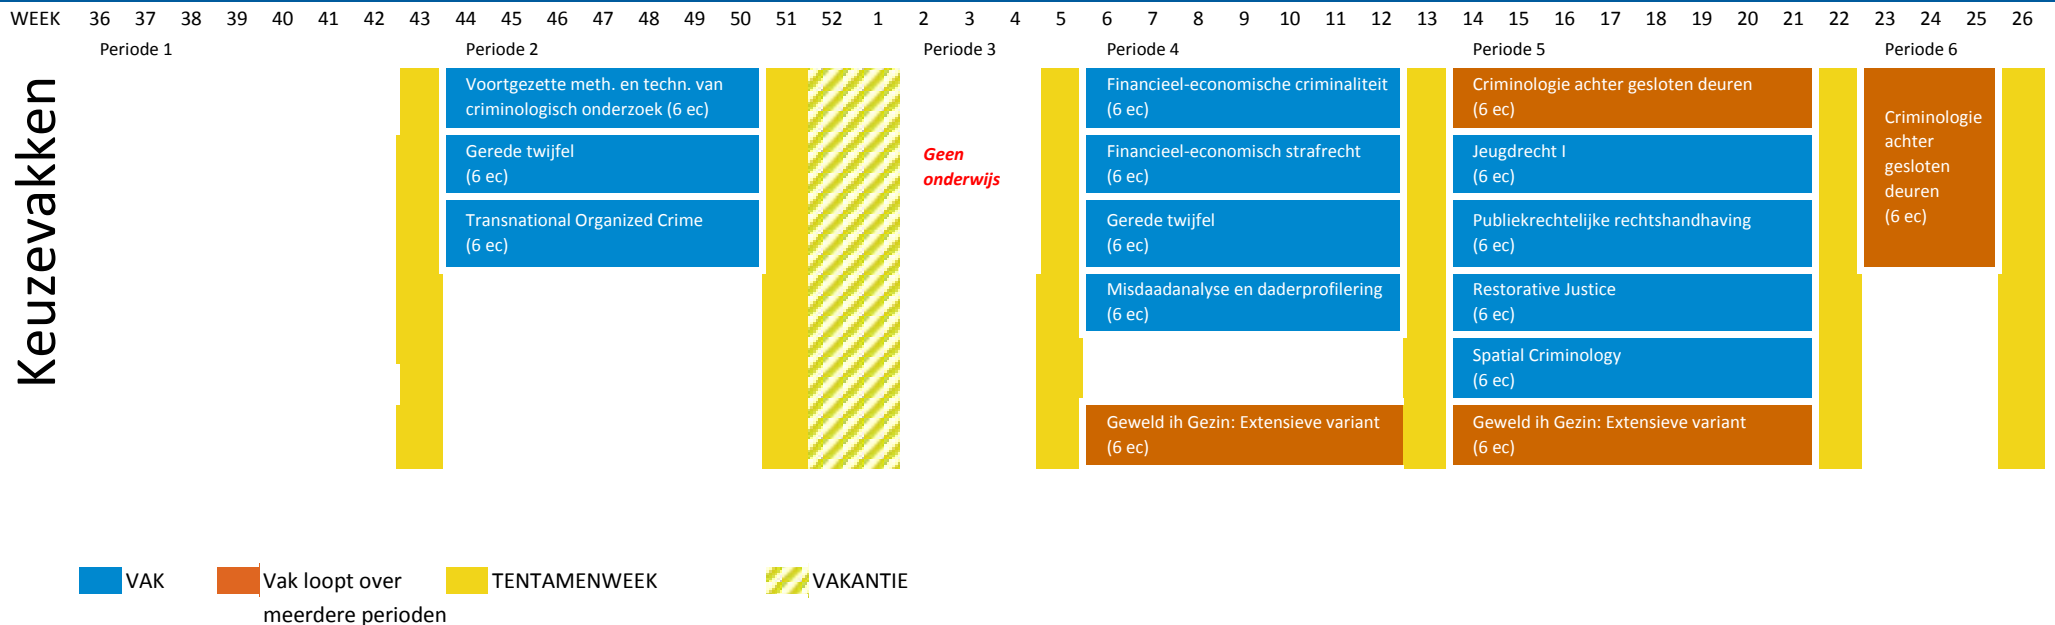 WEEK 36 37 38 39 40 41 42 43 44 45 46 47 48 49 50 51 52 1 2 3 4 5 6 7 8 9 10 11 12 13 14 15 16 17 18 19 20 21 22 23 24 25 26
Periode 1 Periode 2 Periode 3 Periode 4 Periode 5 Periode 6
Keuzevakken
Voortgezette meth. en techn. van
criminologisch onderzoek (6 ec)
Gerede twijfel
(6 ec)
Transnational Organized Crime
(6 ec)
Geen
onderwijs
Financieel-economische criminaliteit
(6 ec)
Financieel-economisch strafrecht
(6 ec)
Gerede twijfel
(6 ec)
Misdaadanalyse en daderprofilering
(6 ec)
Geweld ih Gezin: Extensieve variant
(6 ec)
Criminologie achter gesloten deuren
(6 ec)
Jeugdrecht I
(6 ec)
Publiekrechtelijke rechtshandhaving
(6 ec)
Restorative Justice
(6 ec)
Spatial Criminology
(6 ec)
Geweld ih Gezin: Extensieve variant
(6 ec)
Criminologie
achter
gesloten
deuren
(6 ec)
VAK
Vak loopt over
meerdere perioden
TENTAMENWEEK
VAKANTIE